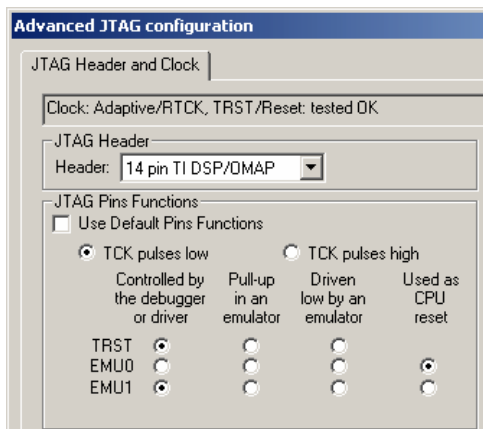 Advanced JTAG configuration
JTAG Header and Clock
Clock: Adaptive/RTCK, TRST/Reset: tested OK
JTAG Header
Header: 14 pin TI DSP/OMAP
JTAG Pins Functions
Use Default Pins Functions
TCK pulses low TCK pulses high
Controlled by Pull-up Driven Used as
the debugger in an low by an CPU
or driver emulator emulator reset
TRST
EMU0
EMU1